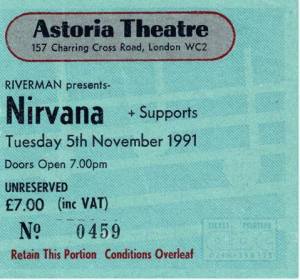 Astoria Theatre
157 Charring Cross Road, London WC2
RIVERMAN presents-
Nirvana + Supports
Tuesday 5th November 1991
Doors Open 7.00pm
UNRESERVED
£7.00 (inc VAT)
Nº 0459
Retain This Portion Conditions Overleaf